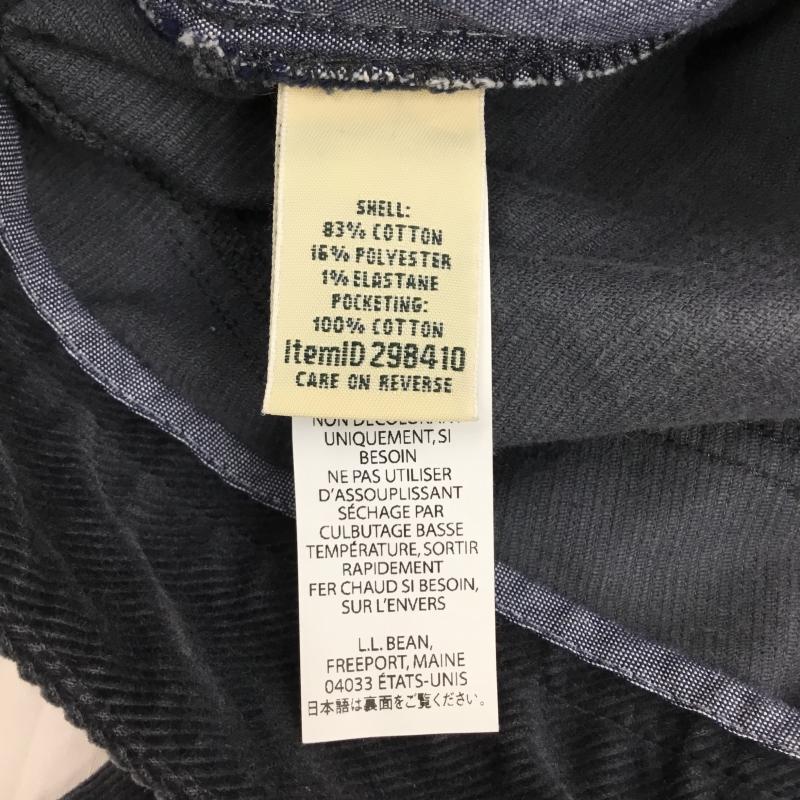 SHELL:
83% COTTON
16% POLYESTER
1% ELASTANE
POCKETING:
100% COTTON
ItemID 298410
CARE ON REVERSE
NON DÉCOLORANT
UNIQUEMENT, SI
BESOIN
NE PAS UTILISER
D'ASSOUPLISSANT
SÉCHAGE PAR
CULBUTAGE BASSE
TEMPÉRATURE, SORTIR
RAPIDEMENT
FER CHAUD SI BESOIN,
SUR L'ENVERS
L.L. BEAN,
FREEPORT, MAINE
04033 ÉTATS-UNIS
日本語は裏面をご覧ください。